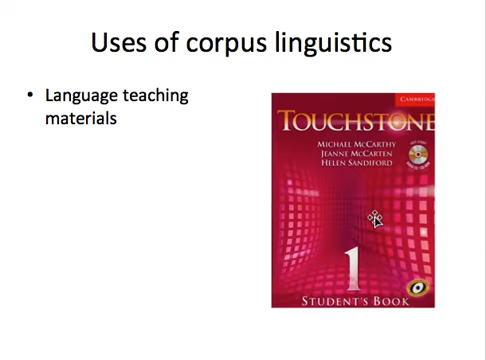 Uses of corpus linguistics
• Language teaching
materials
CAMBRIDGE
TOUCHSTONE
MICHAEL MCCARTHY
JEANNE MCCARTEN
HELEN SANDIFORD
1
STUDENT'S BOOK